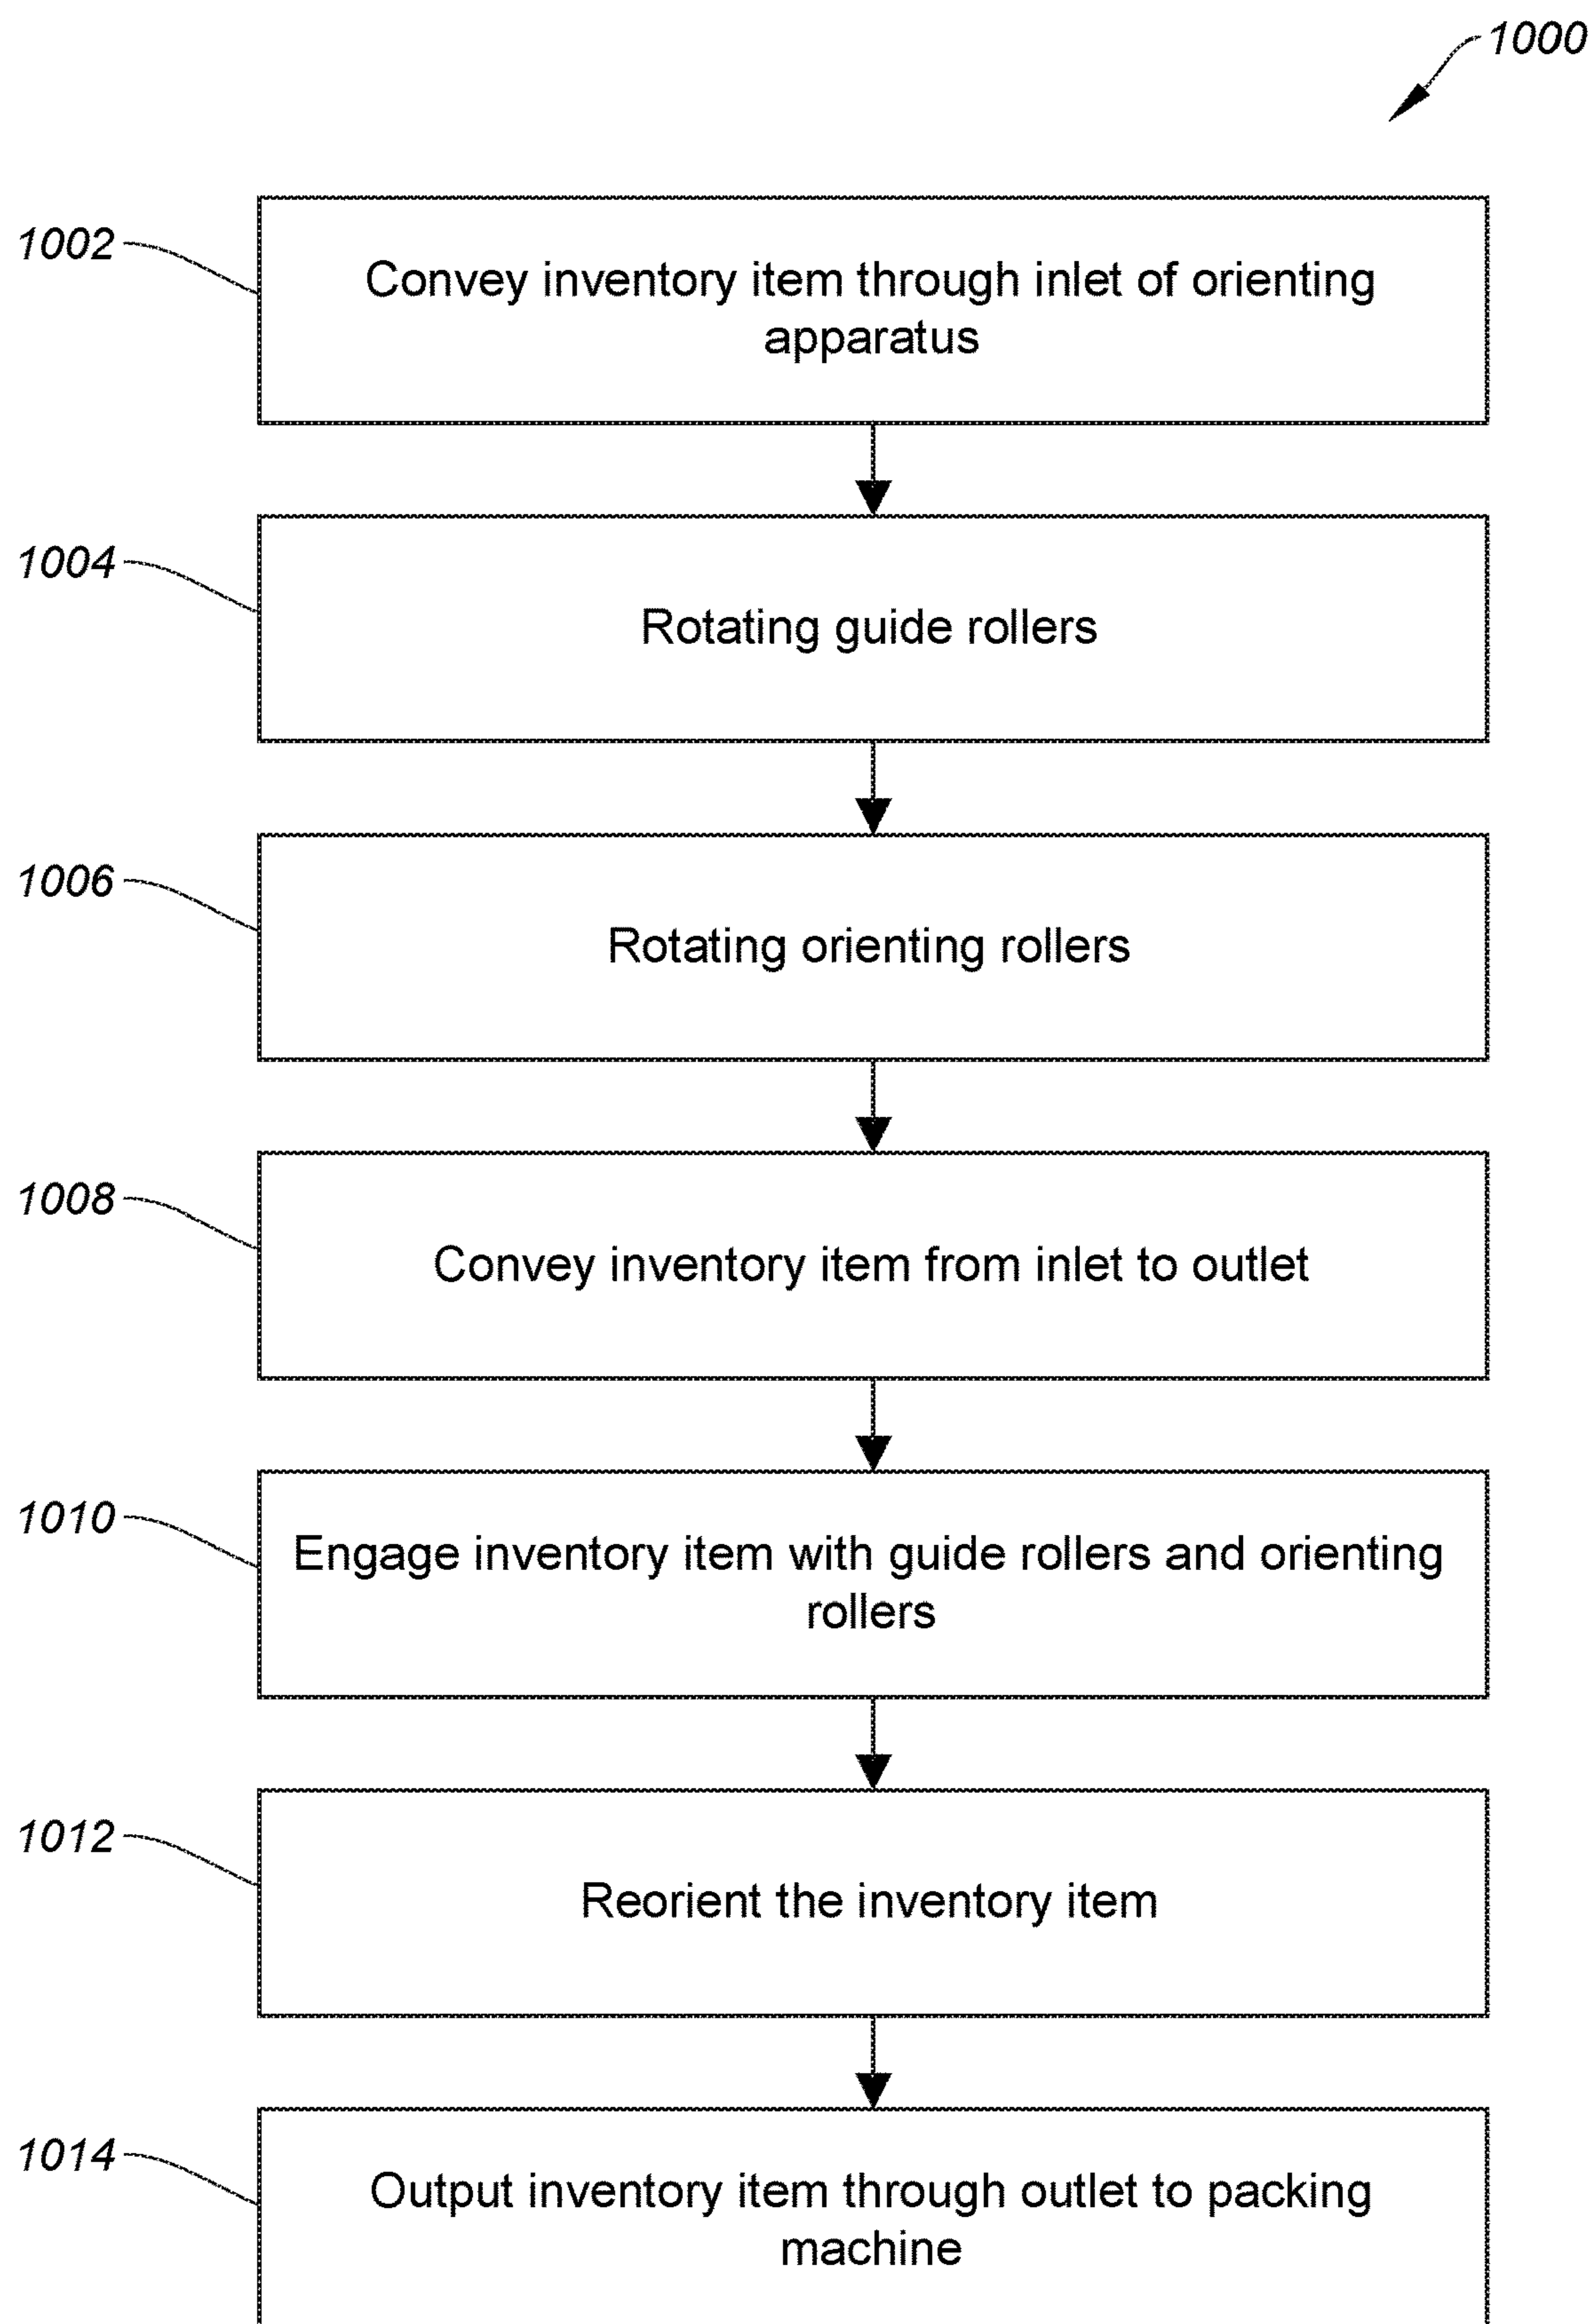 1000
1002
Convey inventory item through inlet of orienting
apparatus
1004
Rotating guide rollers
1006
Rotating orienting rollers
1008
Convey inventory item from inlet to outlet
1010
Engage inventory item with guide rollers and orienting
rollers
1012
Reorient the inventory item
1014
Output inventory item through outlet to packing
machine